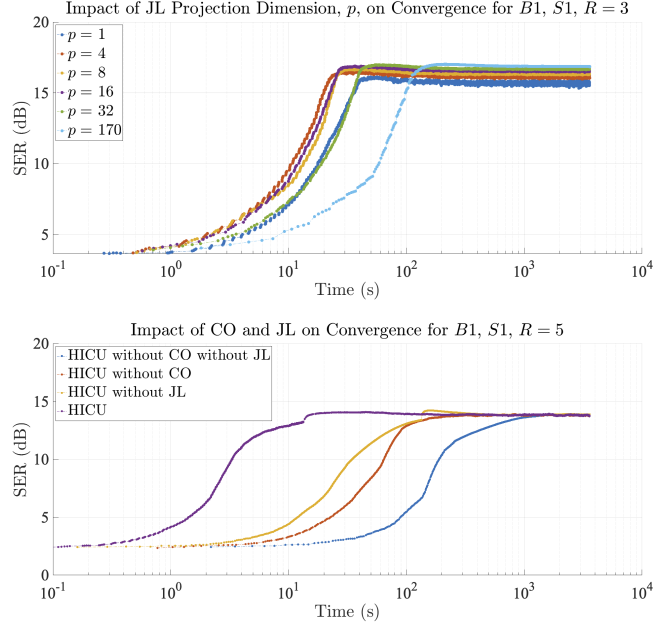 Impact of JL Projection Dimension, p, on Convergence for B1, S1, R = 3
20
15
10
5
SER (dB)
p = 1
p = 4
p = 8
p = 16
p = 32
p = 170
10^-1
10^0
10^1
10^2
10^3
10^4
Time (s)
Impact of CO and JL on Convergence for B1, S1, R = 5
20
15
10
5
0
SER (dB)
HICU without CO without JL
HICU without CO
HICU without JL
HICU
10^-1
10^0
10^1
10^2
10^3
10^4
Time (s)